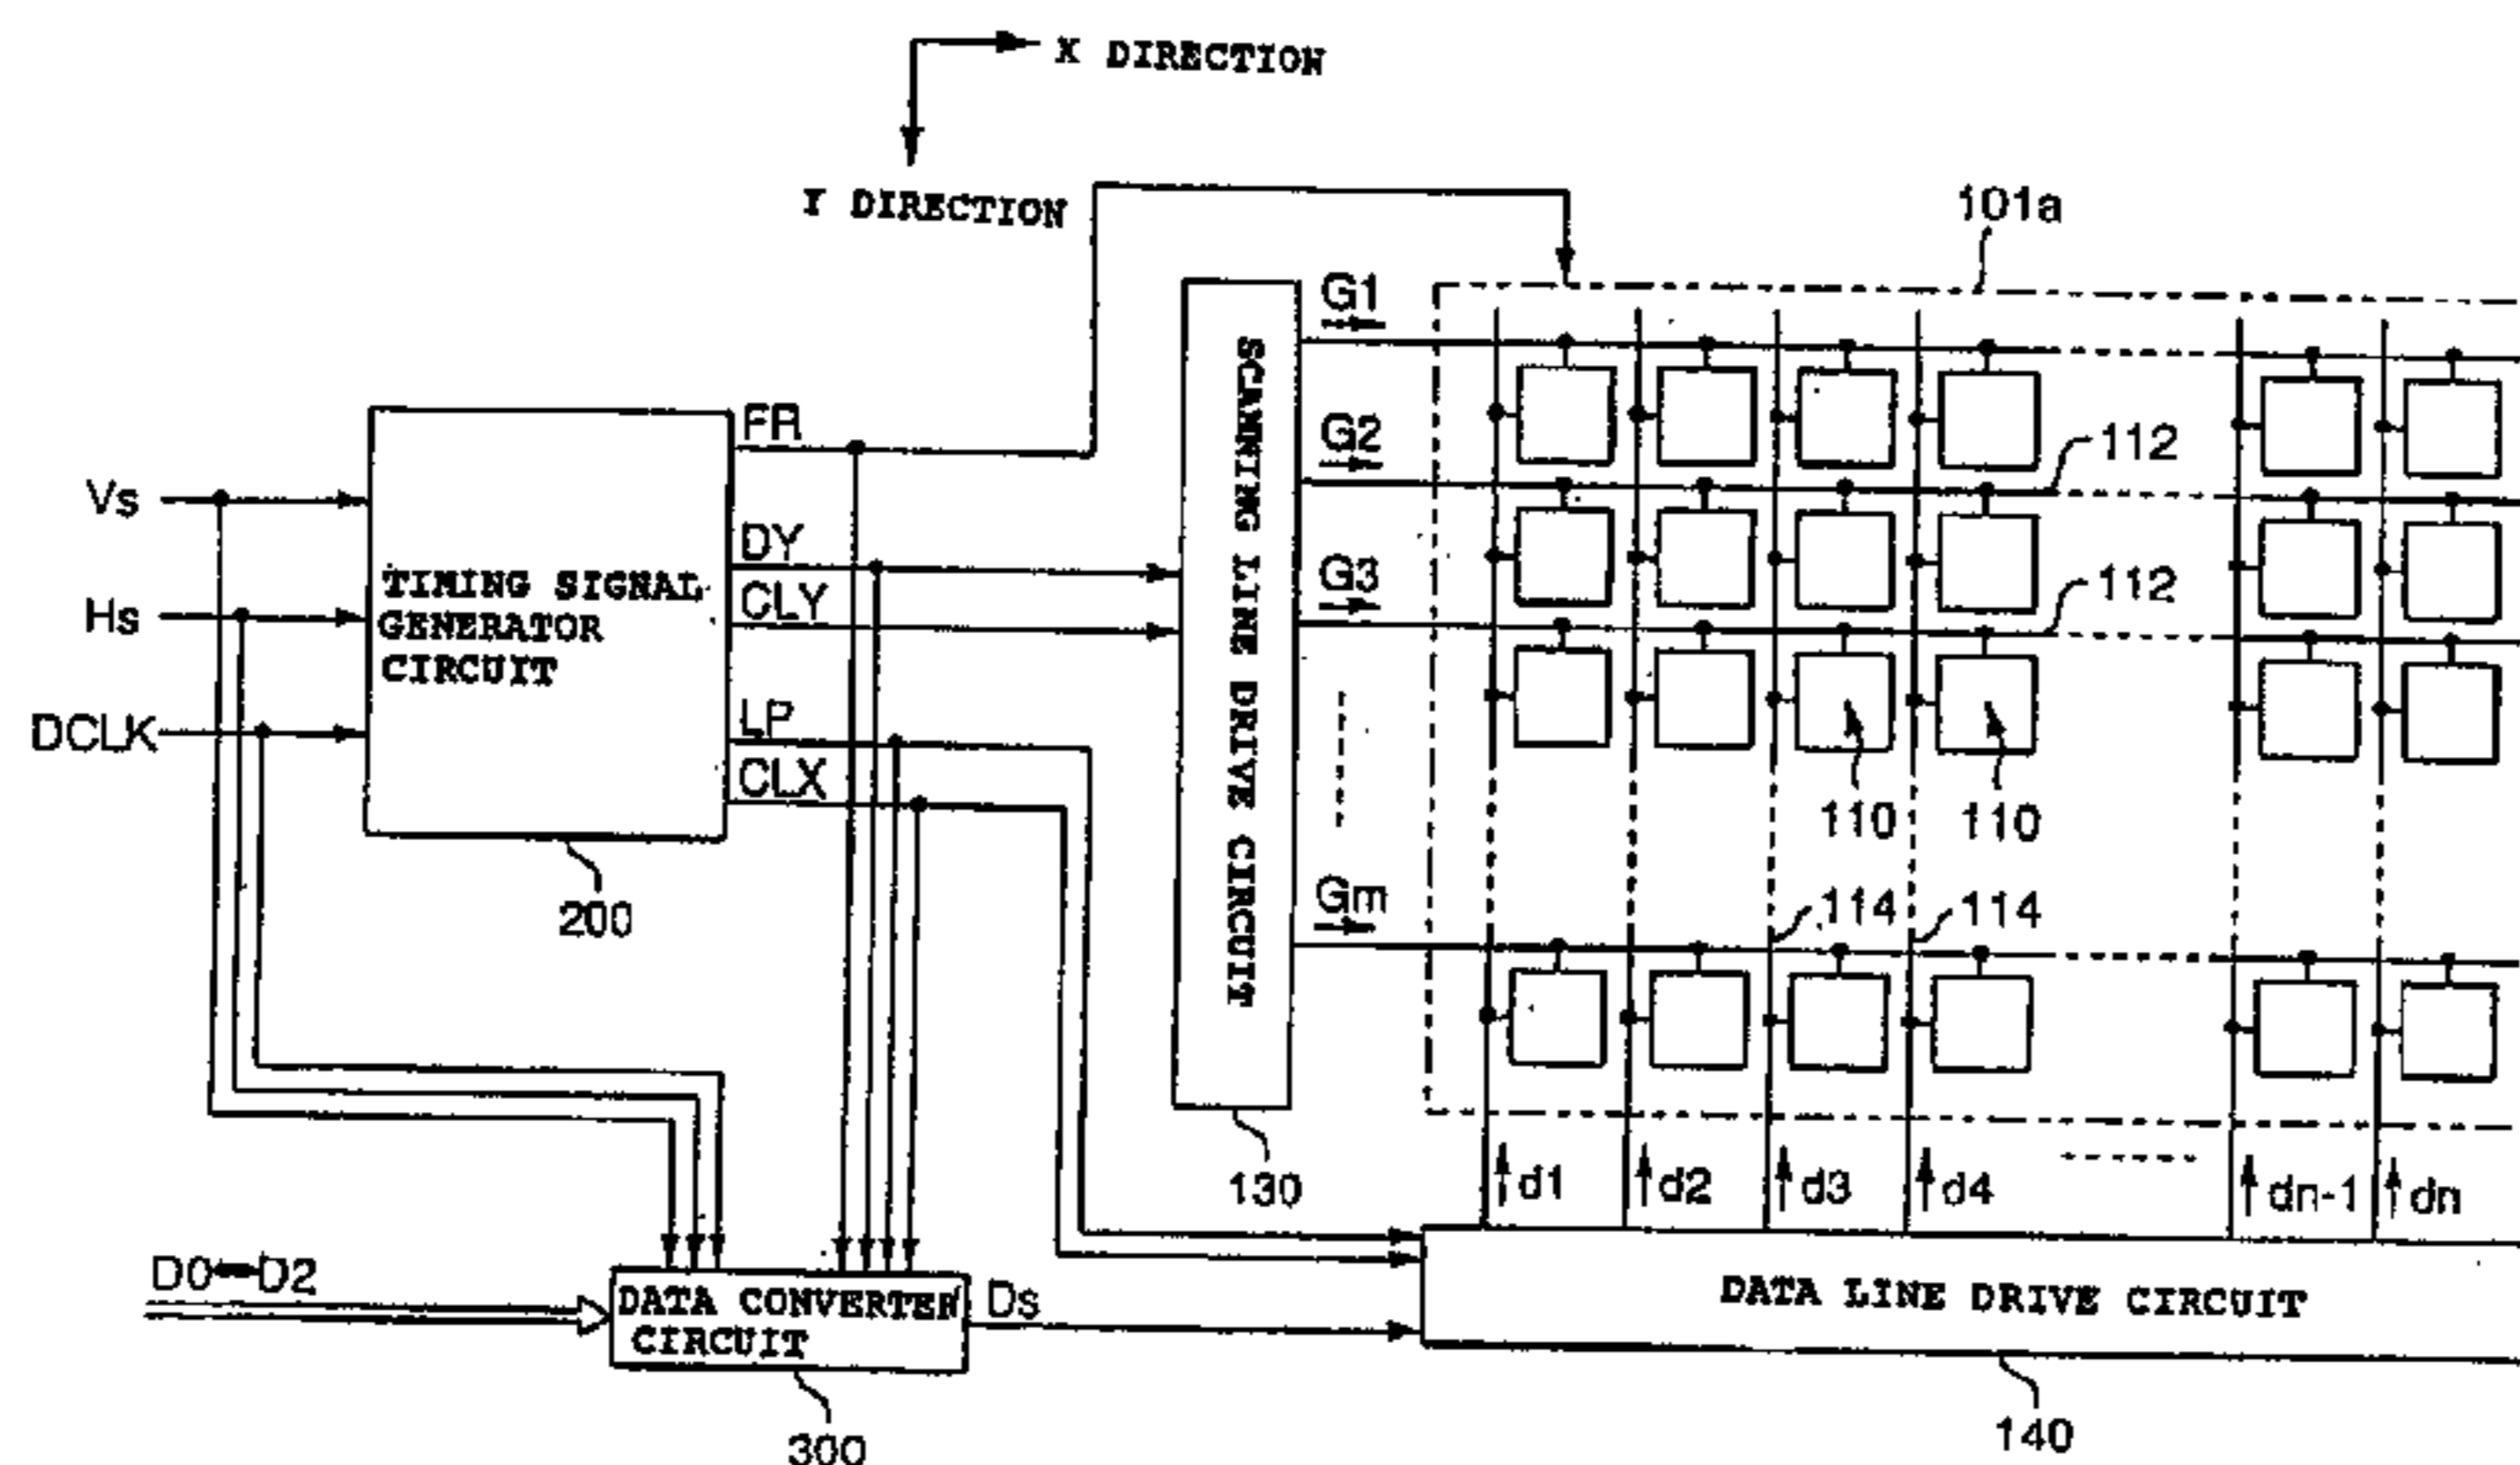 X DIRECTION
Y DIRECTION
101a
G1
G2
G3
Gm
112
112
FR
DY
CLY
LP
CLX
Vs
Hs
DCLK
TIMING SIGNAL
GENERATOR
CIRCUIT
200
SCANNING LINE DRIVE CIRCUIT
130
110
110
114
114
d1
d2
d3
d4
dn-1
dn
D0
D2
DATA CONVERTER
CIRCUIT
Ds
300
DATA LINE DRIVE CIRCUIT
140